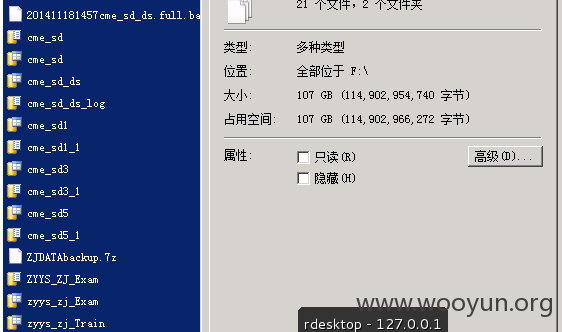 201411181457cme_sd_ds.full.ba
cme_sd
cme_sd
cme_sd_ds
cme_sd_ds_log
cme_sd1
cme_sd1_1
cme_sd3
cme_sd3_1
cme_sd5
cme_sd5_1
ZJDATAbackup.7z
ZYYS_ZJ_Exam
zyys_zj_Exam
zyys_zj_Train
21 个文件，2 个文件夹
类型: 多种类型
位置: 全部位于 F:\
大小: 107 GB (114,902,954,740 字节)
占用空间: 107 GB (114,902,966,272 字节)
属性: 只读(R) 高级(D)...
隐藏(H)
www.wooyun.org
rdesktop - 127.0.0.1